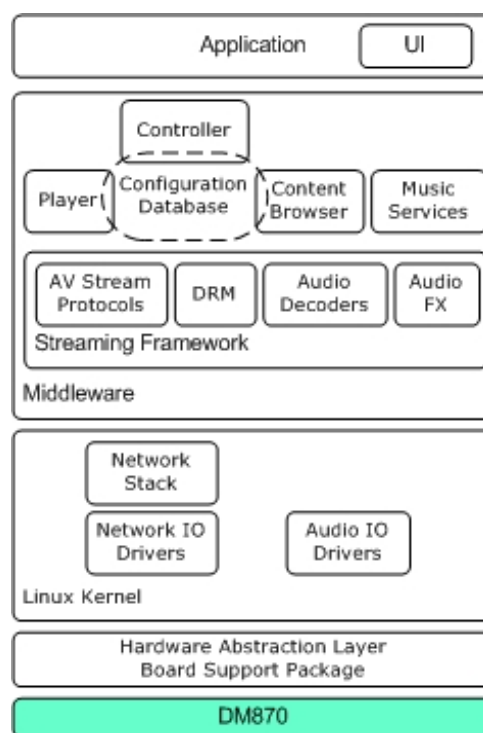 Application
UI
Controller
Player
Configuration
Database
Content
Browser
Music
Services
AV Stream
Protocols
DRM
Audio
Decoders
Audio
FX
Streaming Framework
Middleware
Network
Stack
Network IO
Drivers
Audio IO
Drivers
Linux Kernel
Hardware Abstraction Layer
Board Support Package
DM870